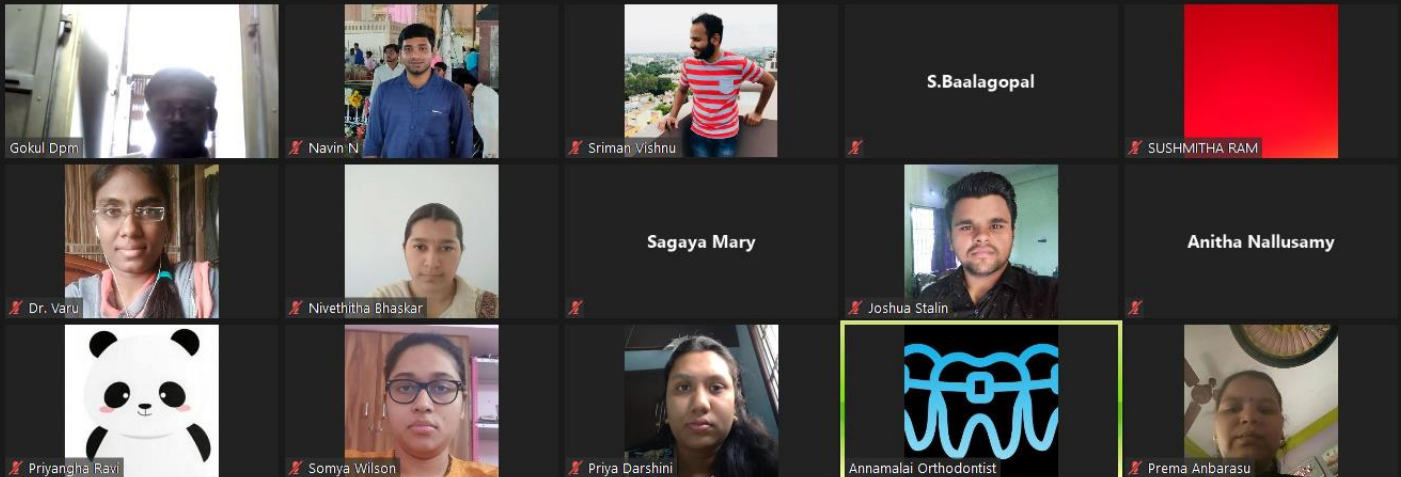 Gokul Dpm
Navin N
Sriman Vishnu
S.Baalagopal
SUSHMITHA RAM
Dr. Varu
Nivethitha Bhaskar
Sagaya Mary
Joshua Stalin
Anitha Nallusamy
Priyangha Ravi
Somya Wilson
Priya Darshini
Annamalai Orthodontist
Prema Anbarasu